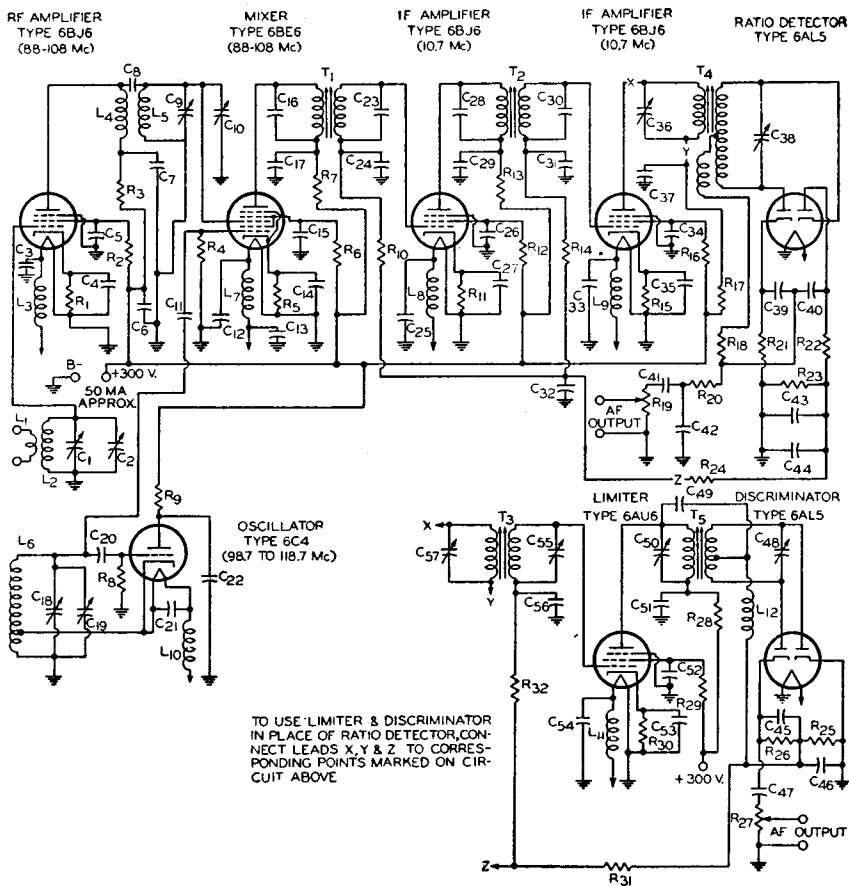 RF AMPLIFIER
TYPE 6BJ6
(88-108 Mc)
MIXER
TYPE 6BE6
(88-108 Mc)
IF AMPLIFIER
TYPE 6BJ6
(10.7 Mc)
IF AMPLIFIER
TYPE 6BJ6
(10.7 Mc)
RATIO DETECTOR
TYPE 6AL5
C8
T1
T2
X
T4
L4
L5
C9
C10
C16
C23
C28
C30
C36
C38
Y
R3
C7
C17
R7
C24
C29
R13
C31
C37
C3
C5
R2
R4
C15
R6
R10
C26
R12
R14
C34
R16
R17
L3
R1
C4
C11
L7
R5
C14
L8
R11
C27
C33
L9
R15
C35
C39
C40
C6
C12
C13
C25
R18
R21
R22
B-
+300 V.
50 MA
APPROX.
C32
C41
R20
R23
R19
AF
OUTPUT
C43
C42
C44
L1
L2
C1
C2
Z
R24
C49
R9
LIMITER
TYPE 6AU6
DISCRIMINATOR
TYPE 6AL5
OSCILLATOR
TYPE 6C4
(98.7 TO 118.7 Mc)
X
T3
T5
C57
C55
C50
C48
L6
C20
R8
C22
Y
C56
C51
R28
L12
C18
C19
C21
L10
R32
C52
R29
C54
L11
C53
R30
C45
R26
R25
TO USE LIMITER & DISCRIMINATOR
IN PLACE OF RATIO DETECTOR, CON-
NECT LEADS X, Y & Z TO CORRES-
PONDING POINTS MARKED ON CIR-
CUIT ABOVE
+300 V.
C46
C47
R27
AF OUTPUT
Z
R31